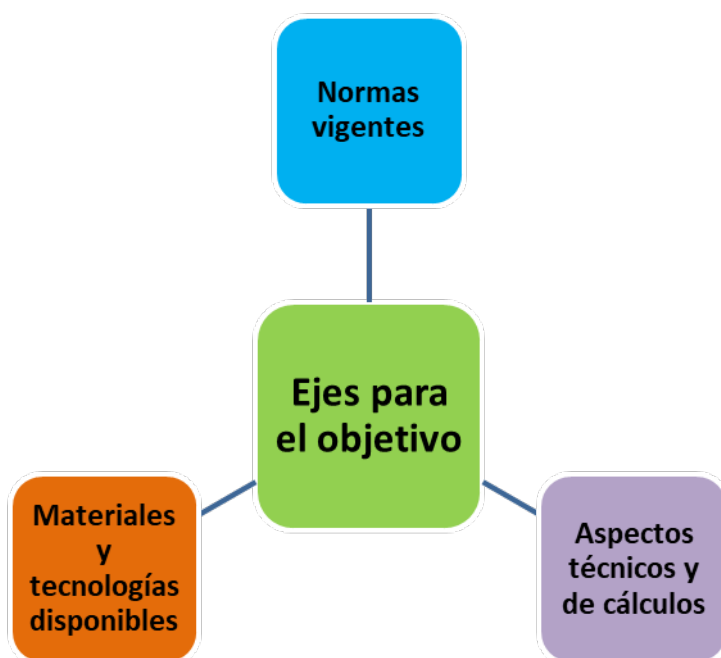 Normas
vigentes
Ejes para
el objetivo
Materiales
y
tecnologías
disponibles
Aspectos
técnicos y
de cálculos